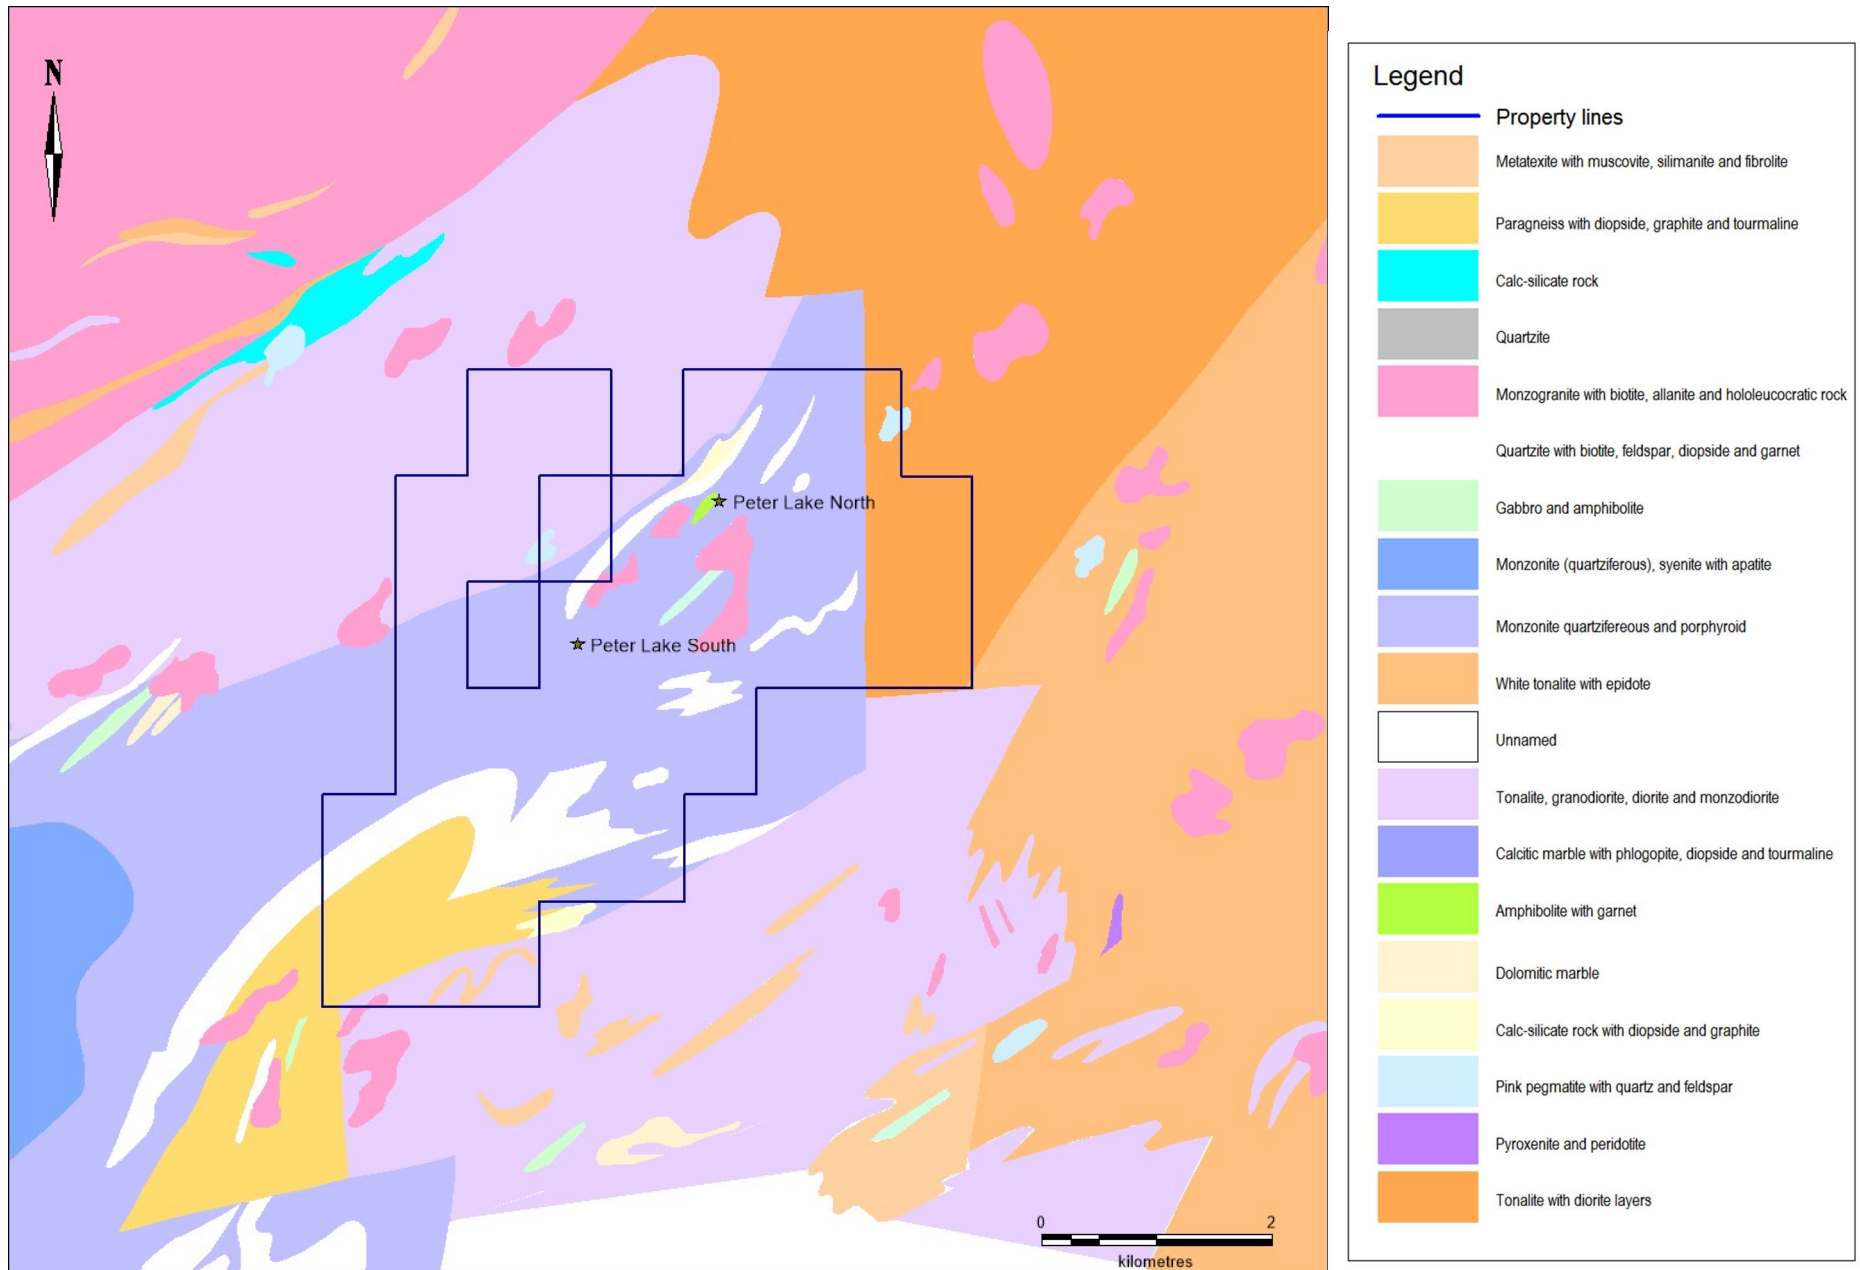 N
Peter Lake North
Peter Lake South
0 2
kilometres
Legend
Property lines
Metatexite with muscovite, silimanite and fibrolite
Paragneiss with diopside, graphite and tourmaline
Calc-silicate rock
Quartzite
Monzogranite with biotite, allanite and hololeucocratic rock
Quartzite with biotite, feldspar, diopside and garnet
Gabbro and amphibolite
Monzonite (quartziferous), syenite with apatite
Monzonite quartzifereous and porphyroid
White tonalite with epidote
Unnamed
Tonalite, granodiorite, diorite and monzodiorite
Calcitic marble with phlogopite, diopside and tourmaline
Amphibolite with garnet
Dolomitic marble
Calc-silicate rock with diopside and graphite
Pink pegmatite with quartz and feldspar
Pyroxenite and peridotite
Tonalite with diorite layers